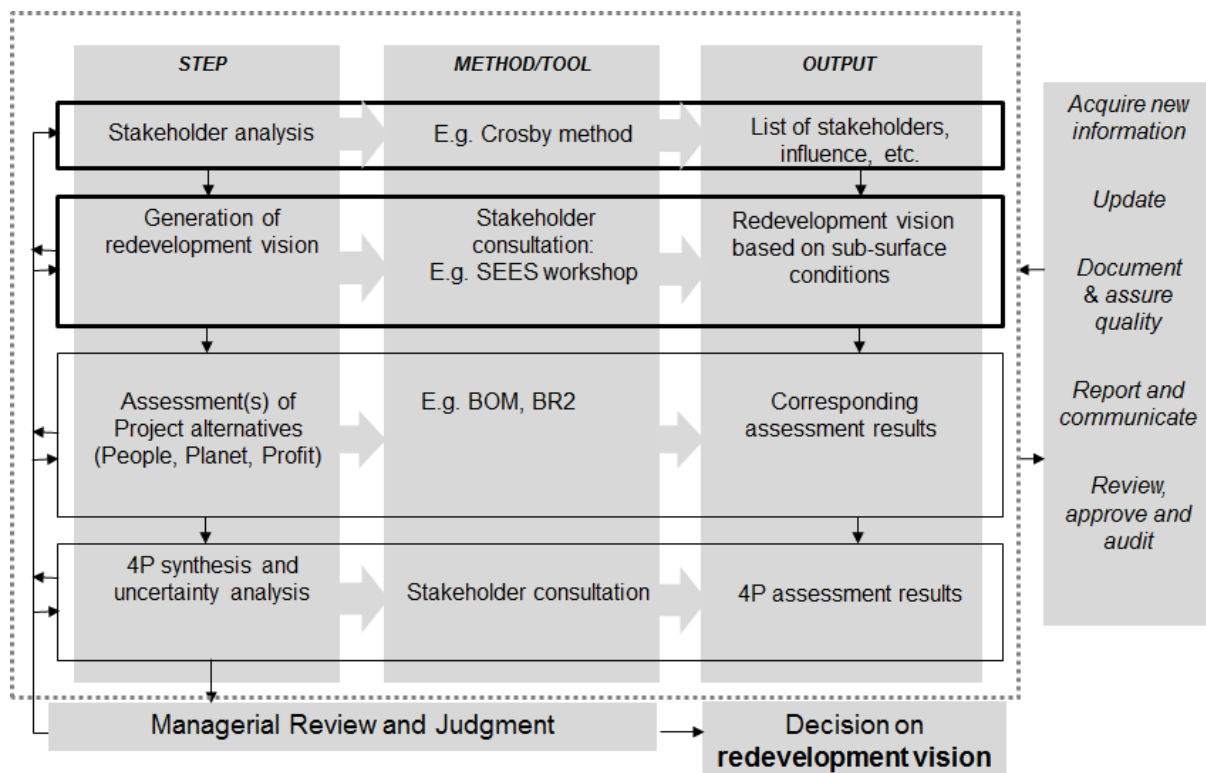 STEP
METHOD/TOOL
OUTPUT
Stakeholder analysis
E.g. Crosby method
List of stakeholders,
influence, etc.
Generation of
redevelopment vision
Stakeholder
consultation:
E.g. SEES workshop
Redevelopment vision
based on sub-surface
conditions
Assessment(s) of
Project alternatives
(People, Planet, Profit)
E.g. BOM, BR2
Corresponding
assessment results
4P synthesis and
uncertainty analysis
Stakeholder consultation
4P assessment results
Managerial Review and Judgment
Decision on
redevelopment vision
Acquire new
information
Update
Document
& assure
quality
Report and
communicate
Review,
approve and
audit